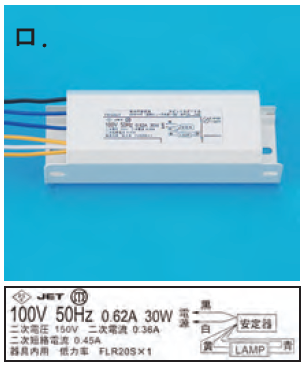 ロ.
JET
100V 50Hz 0.62A 30W
二次電圧 150V 二次電流 0.36A
二次短絡電流 0.45A
器具内用 低力率 FLR20S×1
電源
黒
白
安定器
黄
LAMP
青